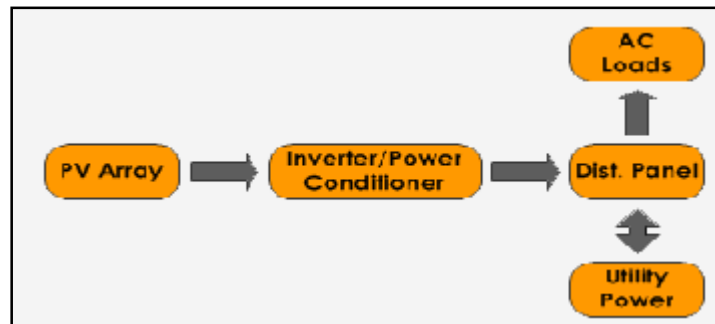 AC
Loads
PV Array
Inverter/Power
Conditioner
Dist. Panel
Utility
Power